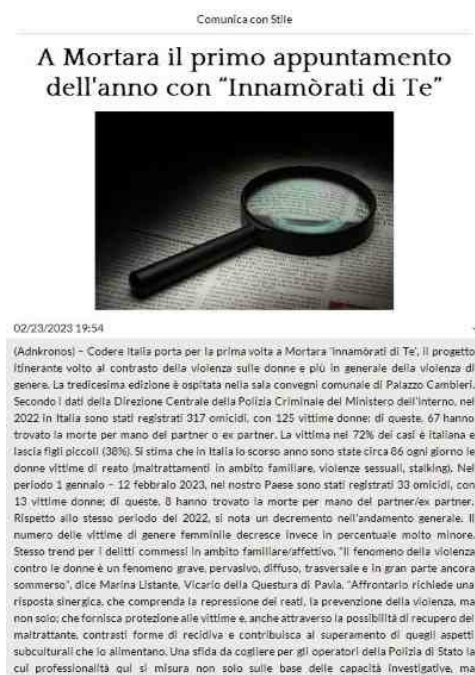 Comunica con Stile
A Mortara il primo appuntamento
dell'anno con "Innamòrati di Te"
02/23/2023 19:54
(Adnkronos) – Codere Italia porta per la prima volta a Mortara 'Innamòrati di Te', il progetto
itinerante volto al contrasto della violenza sulle donne e più in generale della violenza di
genere. La tredicesima edizione è ospitata nella sala convegni comunale di Palazzo Cambieri.
Secondo i dati della Direzione Centrale della Polizia Criminale del Ministero dell'Interno, nel
2022 in Italia sono stati registrati 317 omicidi, con 125 vittime donne; di queste, 67 hanno
trovato la morte per mano del partner o ex partner. La vittima nel 72% dei casi è italiana e
lascia figli piccoli (38%). Si stima che in Italia lo scorso anno sono state circa 86 ogni giorno le
donne vittime di reato (maltrattamenti in ambito familiare, violenze sessuali, stalking). Nel
periodo 1 gennaio – 12 febbraio 2023, nel nostro Paese sono stati registrati 33 omicidi, con
13 vittime donne; di queste, 8 hanno trovato la morte per mano del partner/ex partner.
Rispetto allo stesso periodo del 2022, si nota un decremento nell'andamento generale. Il
numero delle vittime di genere femminile decresce invece in percentuale molto minore.
Stesso trend per i delitti commessi in ambito familiare/affettivo. "Il fenomeno della violenza
contro le donne è un fenomeno grave, pervasivo, diffuso, trasversale e in gran parte ancora
sommerso", dice Marina Listante, Vicario della Questura di Pavia. "Affrontarlo richiede una
risposta sinergica, che comprenda la repressione dei reati, la prevenzione della violenza, ma
non solo; che fornisca protezione alle vittime e, anche attraverso la possibilità di recupero del
maltrattante, contrasti forme di recidiva e contribuisca al superamento di quegli aspetti
subculturali che lo alimentano. Una sfida da cogliere per gli operatori della Polizia di Stato la
cui professionalità qui si misura non solo sulle base delle capacità investigative, ma